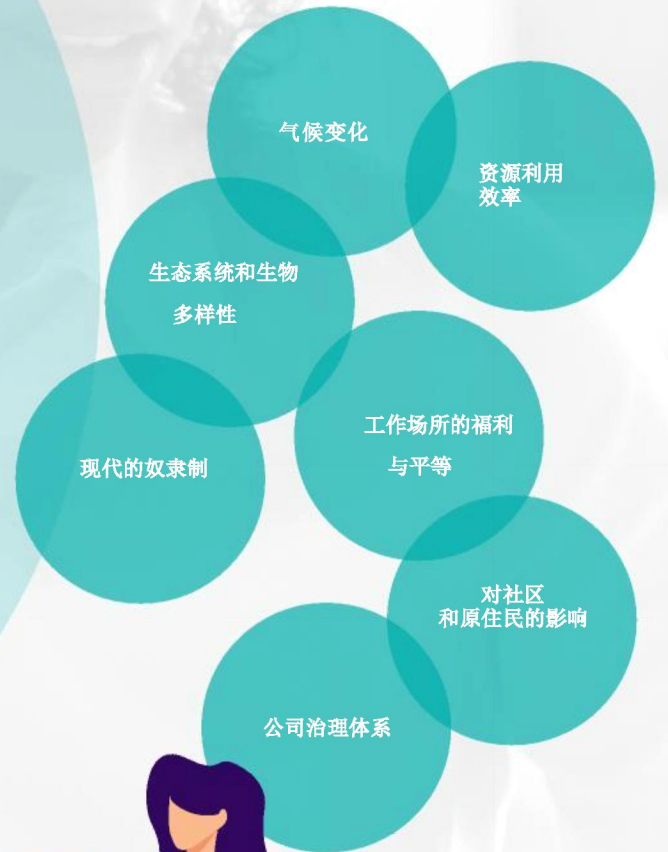 气候变化
资源利用
效率
生态系统和生物
多样性
工作场所的福利
与平等
现代的奴隶制
对社区
和原住民的影响
公司治理体系